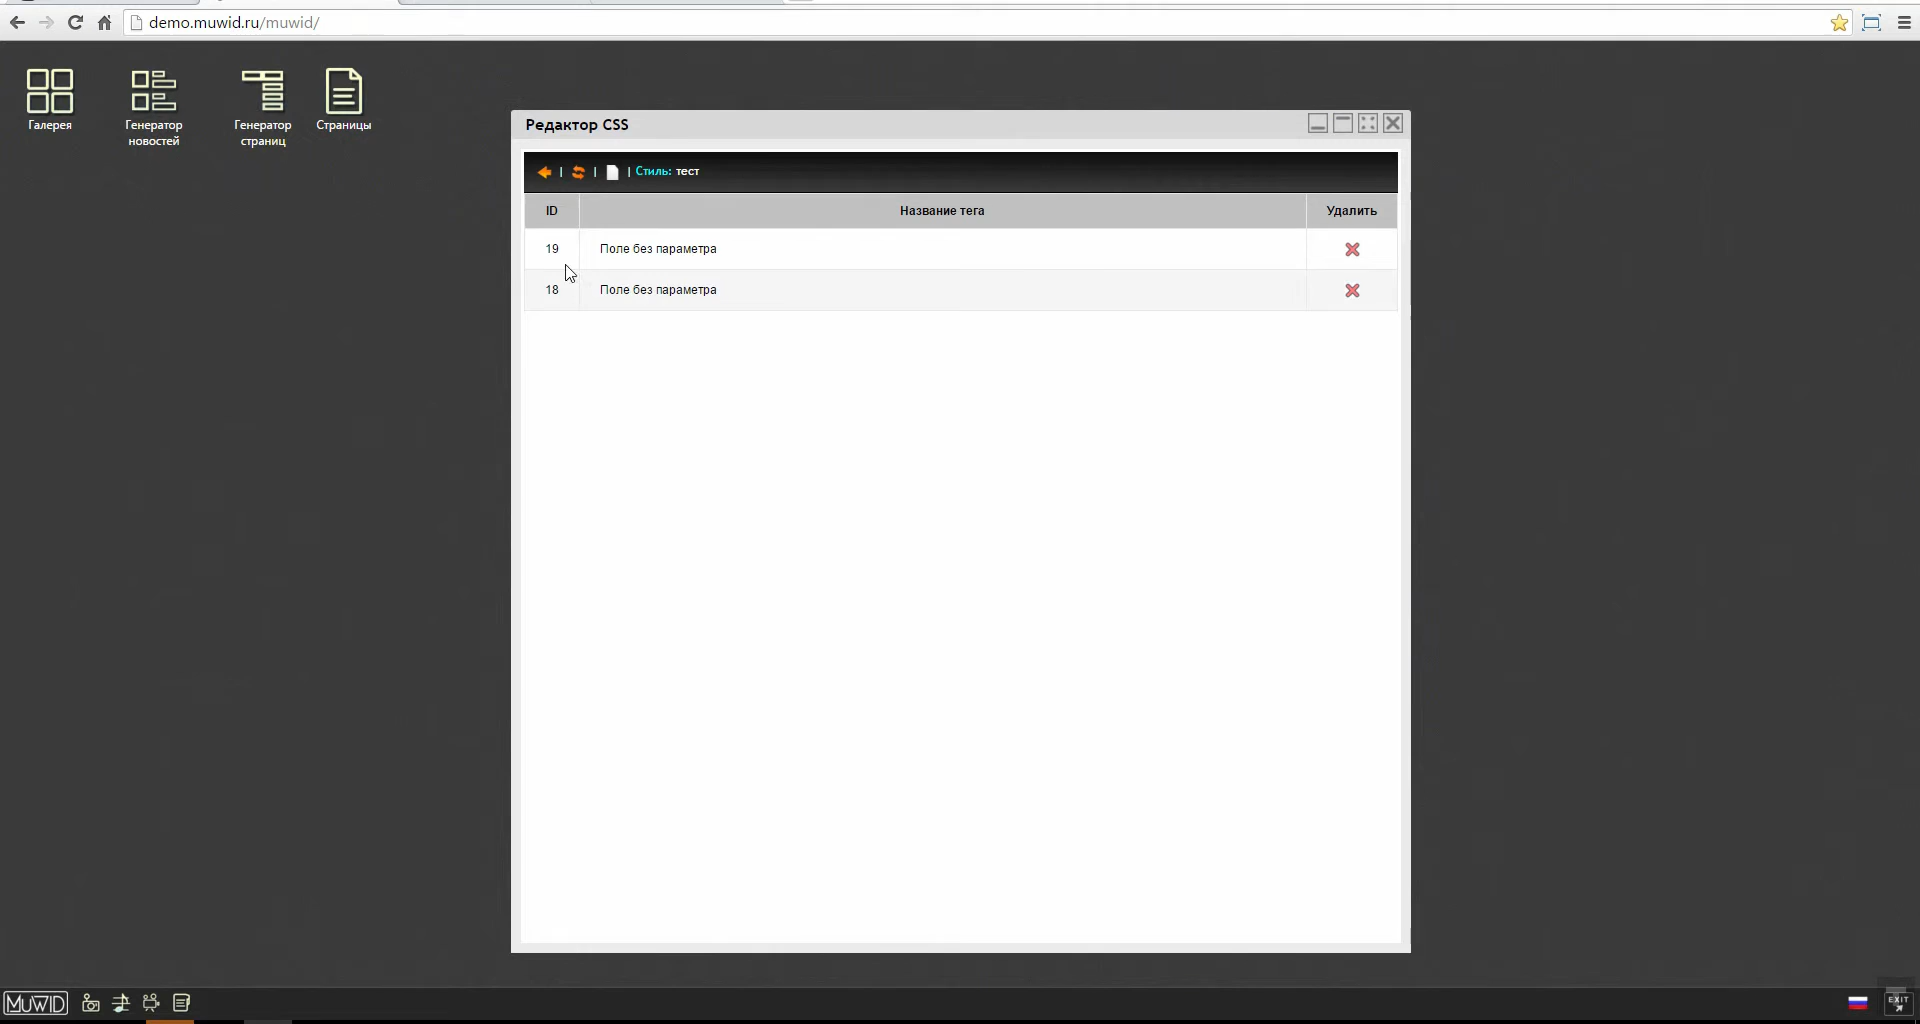 demo.muwid.ru/muwid/
Галерея
Генератор
новостей
Генератор
страниц
Страницы
Редактор CSS
| | | Стиль: тест
ID Название тега Удалить
19 Поле без параметра
18 Поле без параметра
MUWID
EXIT